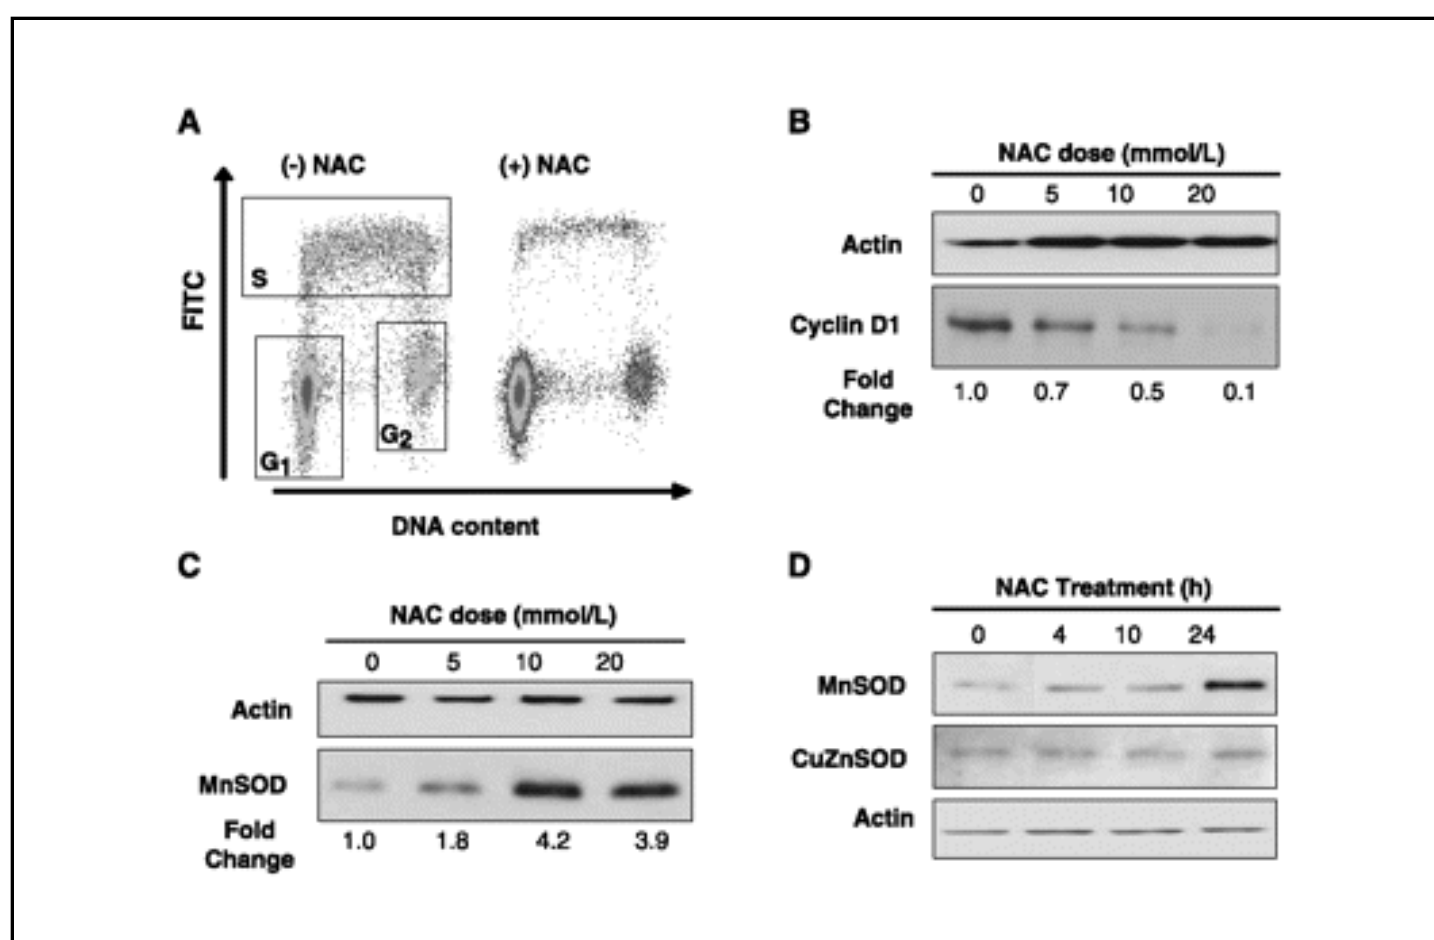 A
(-) NAC
(+) NAC
FITC
S
G1
G2
DNA content
B
NAC dose (mmol/L)
0 5 10 20
Actin
Cyclin D1
Fold
Change
1.0 0.7 0.5 0.1
C
NAC dose (mmol/L)
0 5 10 20
Actin
MnSOD
Fold
Change
1.0 1.8 4.2 3.9
D
NAC Treatment (h)
0 4 10 24
MnSOD
CuZnSOD
Actin